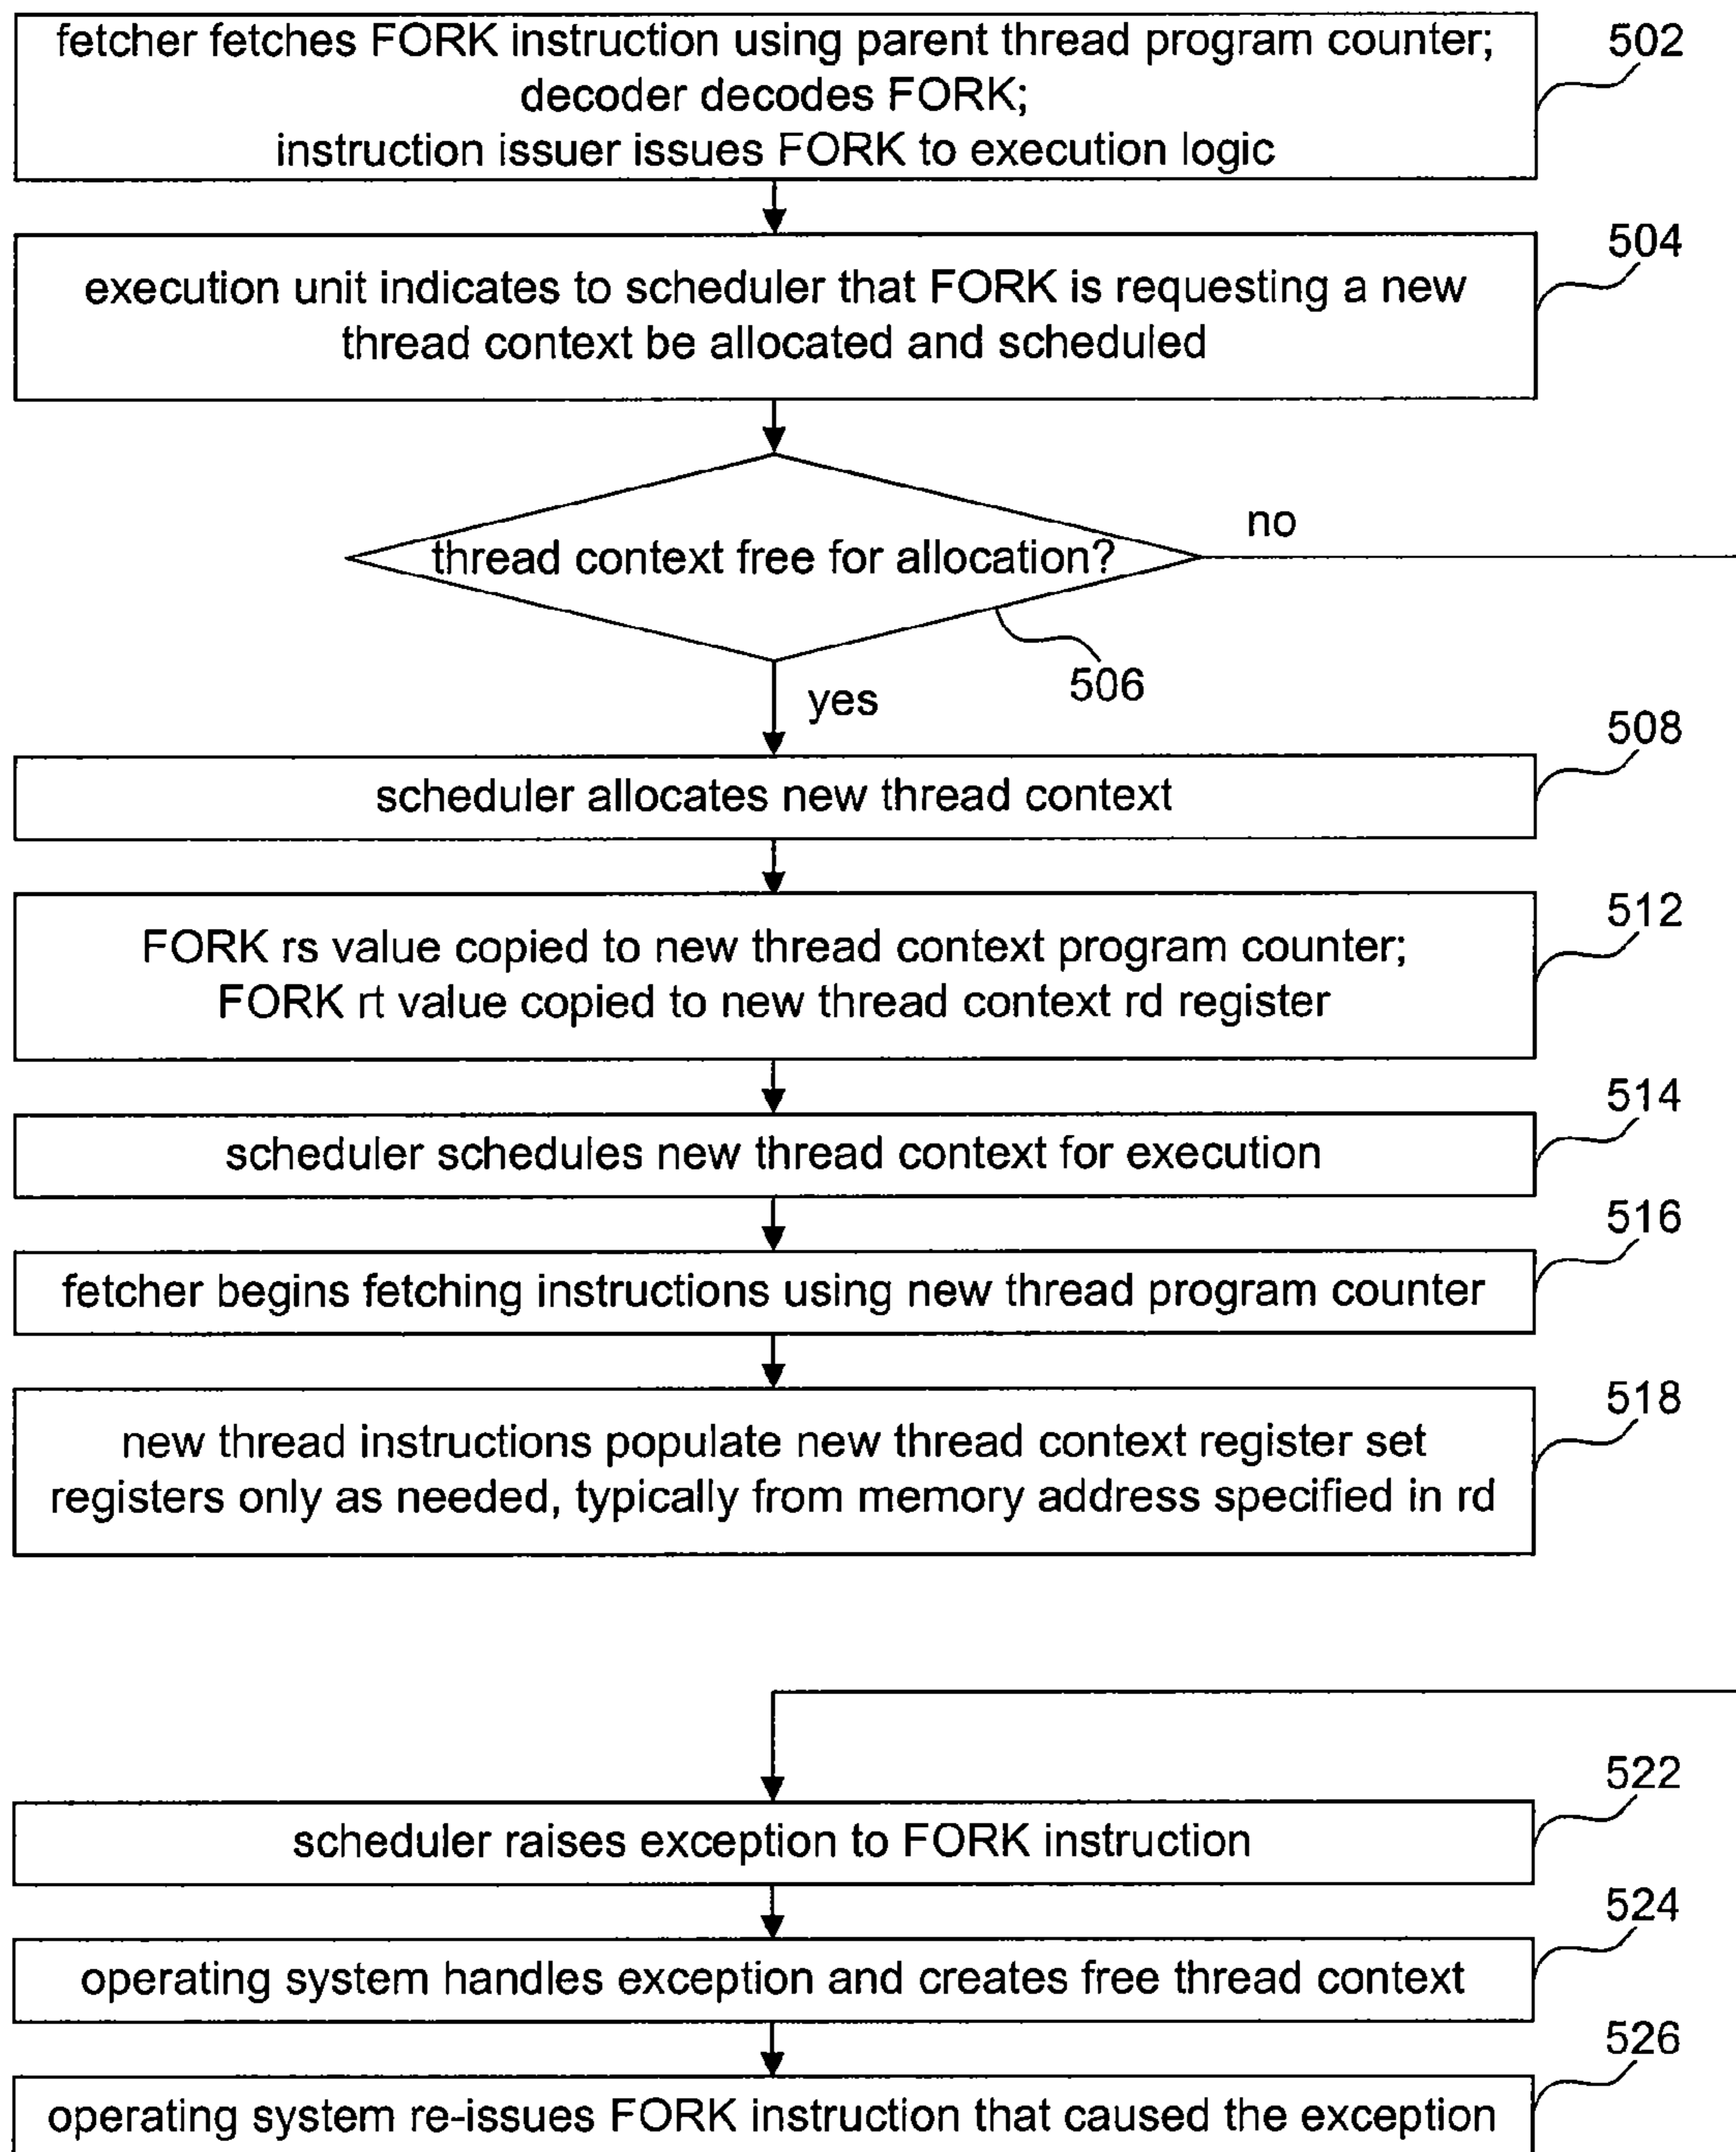 fetcher fetches FORK instruction using parent thread program counter;
decoder decodes FORK;
instruction issuer issues FORK to execution logic
502
execution unit indicates to scheduler that FORK is requesting a new
thread context be allocated and scheduled
504
thread context free for allocation?
no
506
yes
scheduler allocates new thread context
508
FORK rs value copied to new thread context program counter;
FORK rt value copied to new thread context rd register
512
scheduler schedules new thread context for execution
514
fetcher begins fetching instructions using new thread program counter
516
new thread instructions populate new thread context register set
registers only as needed, typically from memory address specified in rd
518
scheduler raises exception to FORK instruction
522
operating system handles exception and creates free thread context
524
operating system re-issues FORK instruction that caused the exception
526